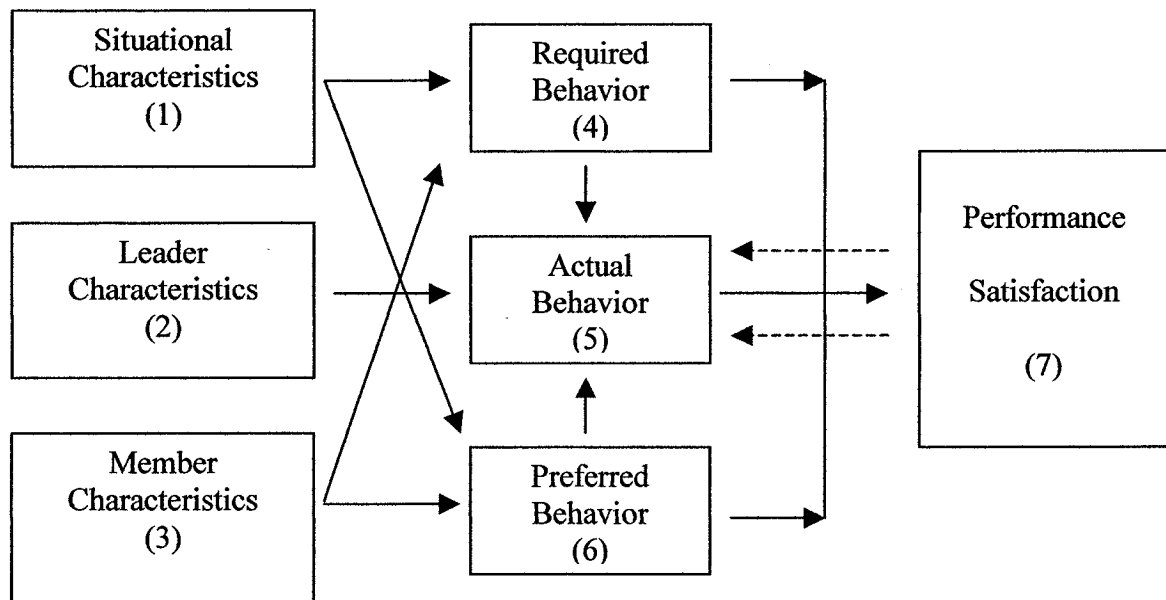 Situational
Characteristics
(1)
Required
Behavior
(4)
Leader
Characteristics
(2)
Actual
Behavior
(5)
Performance
Satisfaction
(7)
Member
Characteristics
(3)
Preferred
Behavior
(6)